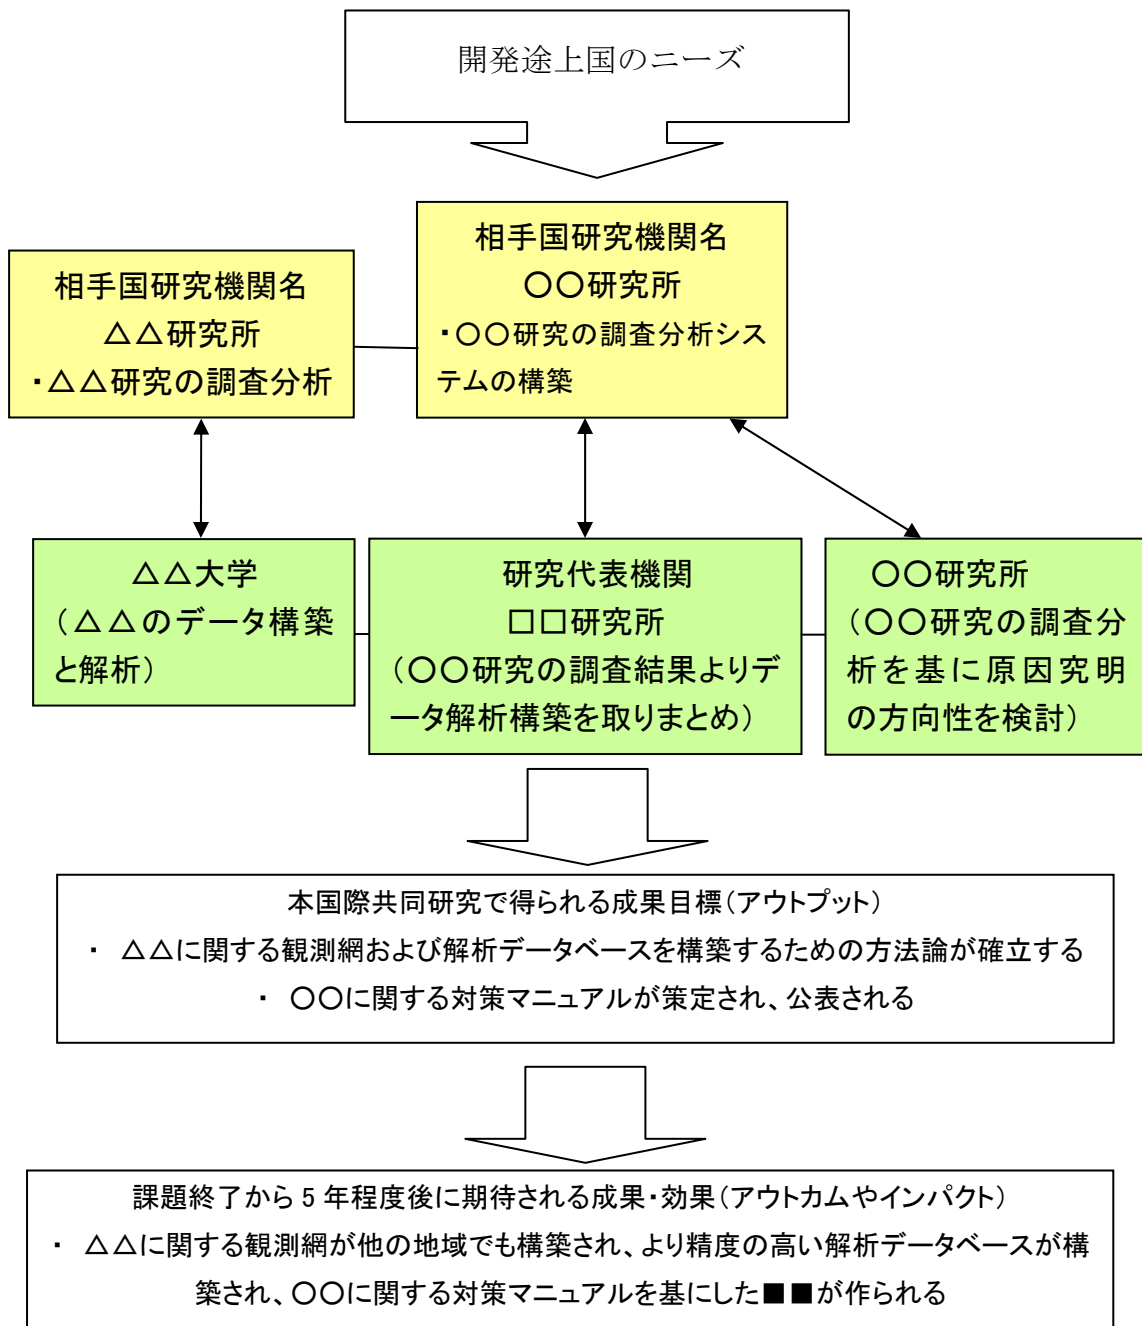 開発途上国のニーズ
相手国研究機関名
△△研究所
・△△研究の調査分析
相手国研究機関名
〇〇研究所
・〇〇研究の調査分析シス
テムの構築
△△大学
（△△のデータ構築
と解析）
研究代表機関
□□研究所
（〇〇研究の調査結果よりデ
ータ解析構築を取りまとめ）
〇〇研究所
（〇〇研究の調査分
析を基に原因究明
の方向性を検討）
本国際共同研究で得られる成果目標（アウトプット）
・ △△に関する観測網および解析データベースを構築するための方法論が確立する
・ 〇〇に関する対策マニュアルが策定され、公表される
課題終了から 5 年程度後に期待される成果・効果（アウトカムやインパクト）
・ △△に関する観測網が他の地域でも構築され、より精度の高い解析データベースが構
築され、〇〇に関する対策マニュアルを基にした■■が作られる